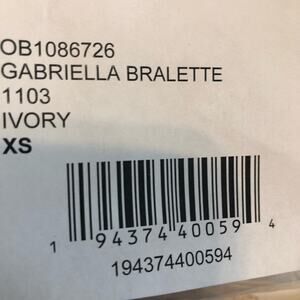 OB1086726
GABRIELLA BRALETTE
1103
IVORY
XS
1 94374 40059 4
194374400594